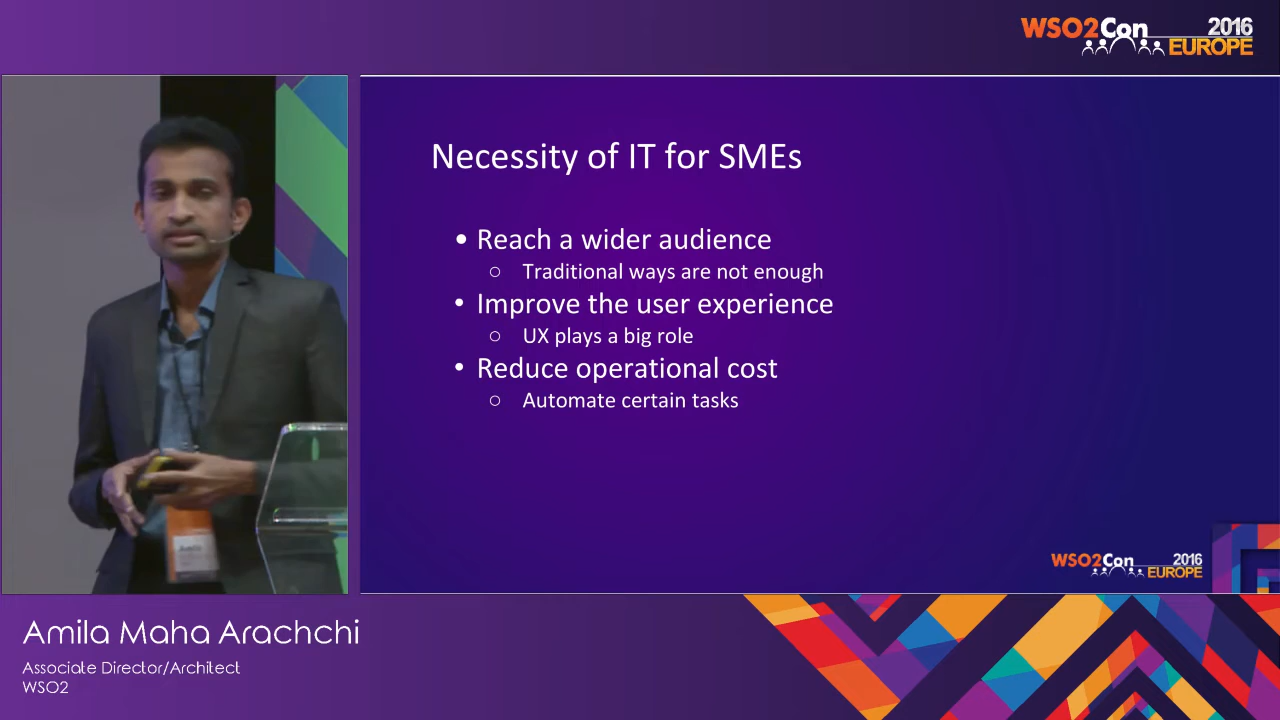 WSO2Con 2016
EUROPE
Necessity of IT for SMEs
• Reach a wider audience
○ Traditional ways are not enough
• Improve the user experience
○ UX plays a big role
• Reduce operational cost
○ Automate certain tasks
Amila
WSO2Con 2016
EUROPE
Amila Maha Arachchi
Associate Director/Architect
WSO2